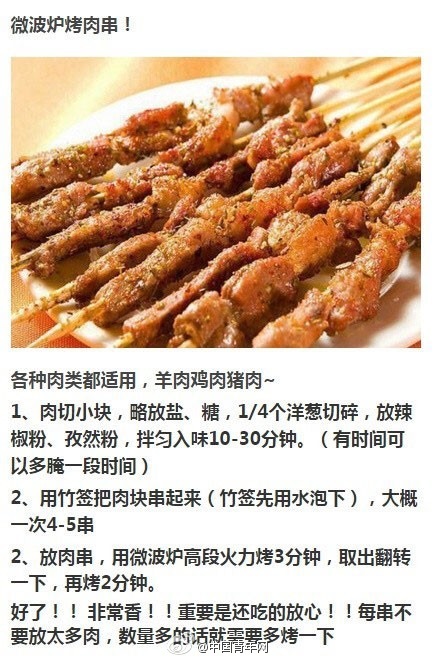 微波炉烤肉串！
各种肉类都适用，羊肉鸡肉猪肉~
1、肉切小块，略放盐、糖，1/4个洋葱切碎，放辣
椒粉、孜然粉，拌匀入味10-30分钟。（有时间可
以多腌一段时间）
2、用竹签把肉块串起来（竹签先用水泡下），大概
一次4-5串
2、放肉串，用微波炉高段火力烤3分钟，取出翻转
一下，再烤2分钟。
好了！！ 非常香！！重要是还吃的放心！！每串不
要放太多肉，数量多的话就需要多烤一下
@中国青年网